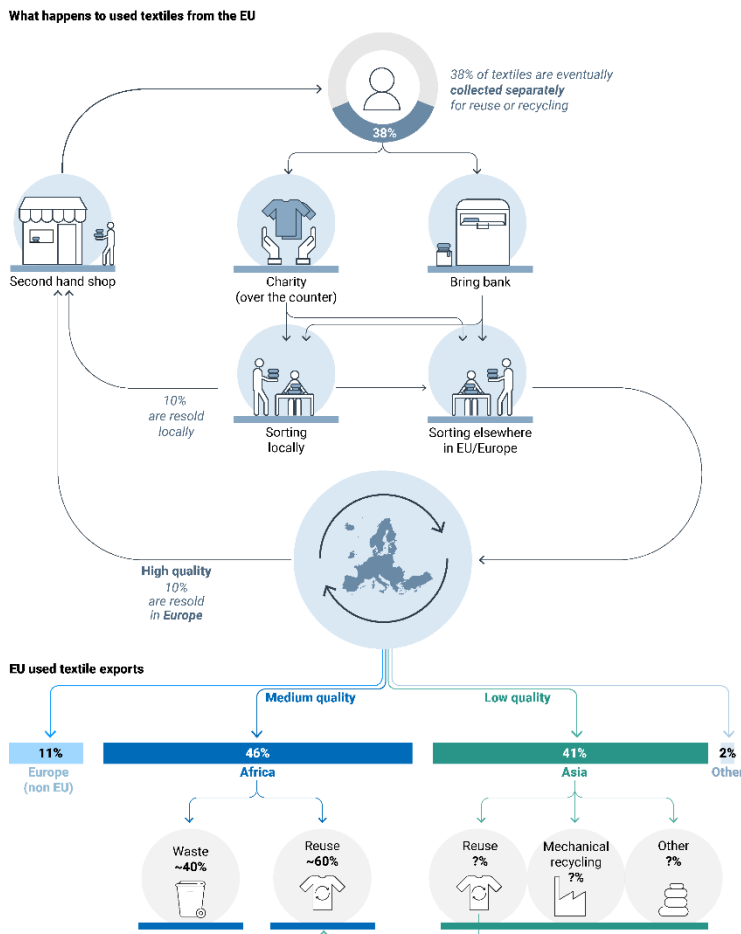 What happens to used textiles from the EU
38% of textiles are eventually
collected separately
for reuse or recycling
38%
Second hand shop
Charity
(over the counter)
Bring bank
10%
are resold
locally
Sorting
locally
Sorting elsewhere
in EU/Europe
High quality
10%
are resold
in Europe
EU used textile exports
Medium quality
Low quality
11%
46%
41%
2%
Europe
(non EU)
Africa
Asia
Other
Waste
~40%
Reuse
~60%
Reuse
?%
Mechanical
recycling
?%
Other
?%